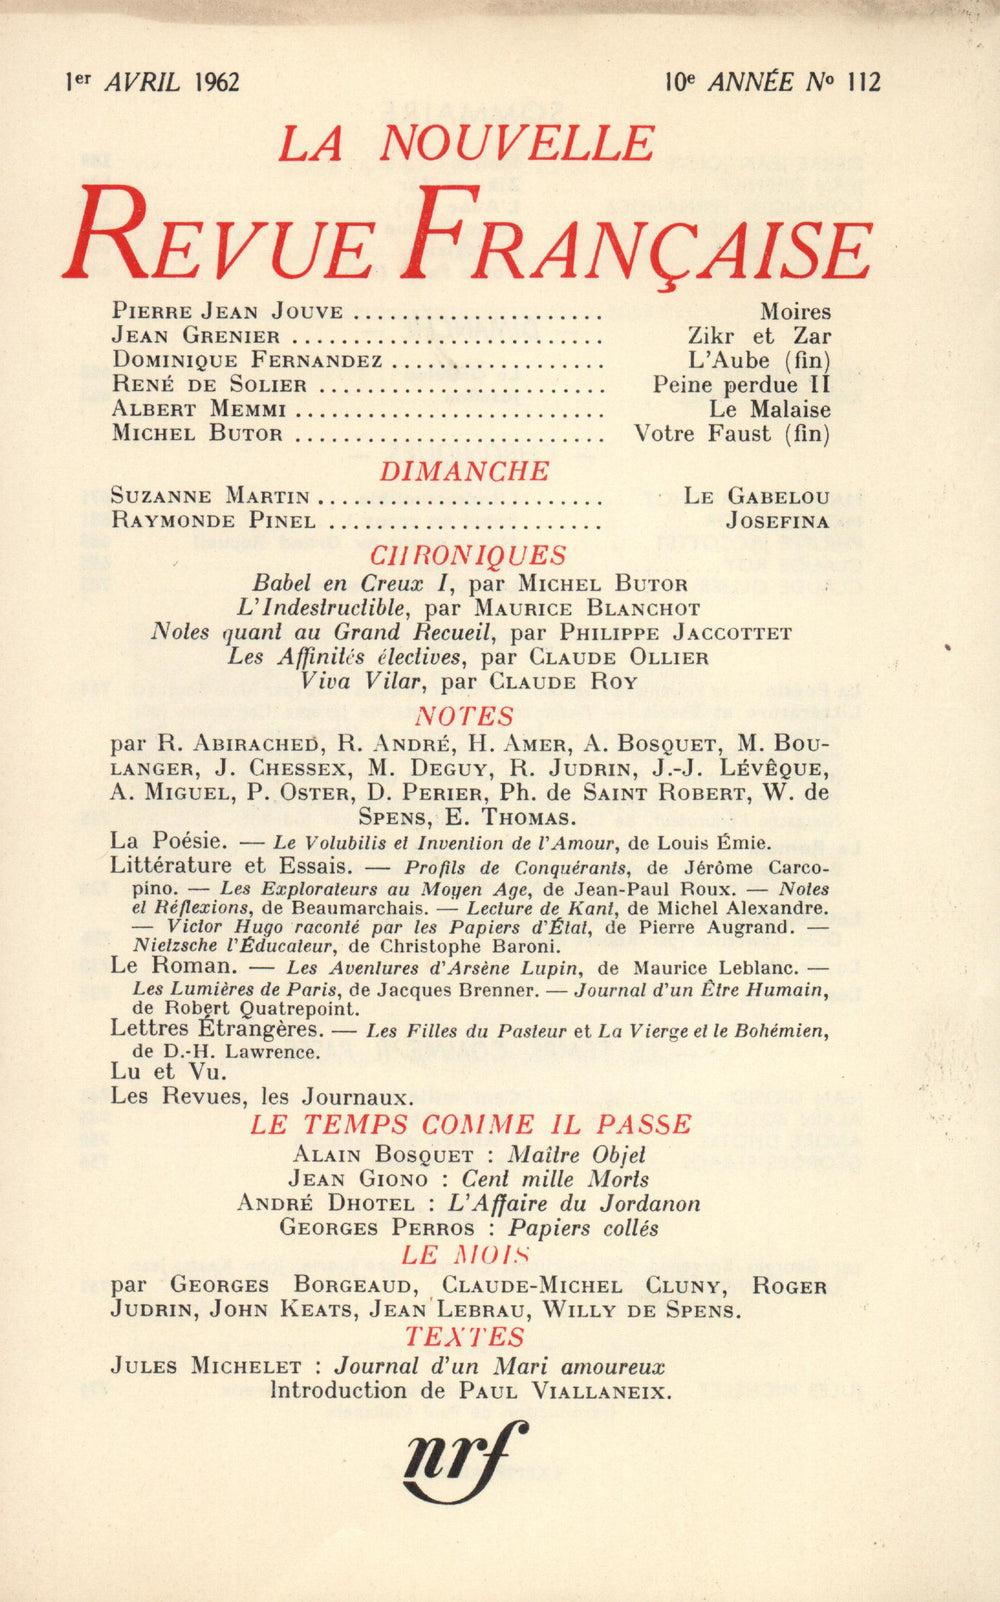 1er AVRIL 1962 10e ANNÉE No 112
LA NOUVELLE
REVUE FRANÇAISE
PIERRE JEAN JOUVE ........................ Moires
JEAN GRENIER .............................. Zikr et Zar
DOMINIQUE FERNANDEZ .................... L'Aube (fin)
RENÉ DE SOLIER ........................... Peine perdue II
ALBERT MEMMI ............................. Le Malaise
MICHEL BUTOR ............................. Votre Faust (fin)
DIMANCHE
SUZANNE MARTIN ........................... LE GABELOU
RAYMONDE PINEL .......................... JOSEFINA
CHRONIQUES
Babel en Creux I, par MICHEL BUTOR
L'Indestructible, par MAURICE BLANCHOT
Notes quant au Grand Recueil, par PHILIPPE JACCOTTET
Les Affinités électives, par CLAUDE OLLIER
Viva Vilar, par CLAUDE ROY
NOTES
par R. ABIRACHED, R. ANDRÉ, H. AMER, A. BOSQUET, M. BOU-
LANGER, J. CHESSEX, M. DEGUY, R. JUDRIN, J.-J. LÉVÊQUE,
A. MIGUEL, P. OSTER, D. PERIER, Ph. de SAINT ROBERT, W. de
SPENS, E. THOMAS.
La Poésie. — Le Volubilis et Invention de l'Amour, de Louis Émie.
Littérature et Essais. — Profils de Conquérants, de Jérôme Carco-
pino. — Les Explorateurs au Moyen Age, de Jean-Paul Roux. — Notes
et Réflexions, de Beaumarchais. — Lecture de Kant, de Michel Alexandre.
— Victor Hugo raconté par les Papiers d'État, de Pierre Augrand. —
Nietzsche l'Éducateur, de Christophe Baroni.
Le Roman. — Les Aventures d'Arsène Lupin, de Maurice Leblanc. —
Les Lumières de Paris, de Jacques Brenner. — Journal d'un Être Humain,
de Robert Quatrepoint.
Lettres Étrangères. — Les Filles du Pasteur et La Vierge et le Bohémien,
de D.-H. Lawrence.
Lu et Vu.
Les Revues, les Journaux.
LE TEMPS COMME IL PASSE
ALAIN BOSQUET : Maître Objet
JEAN GIONO : Cent mille Morts
ANDRÉ DHOTEL : L'Affaire du Jordanon
GEORGES PERROS : Papiers collés
LE MOIS
par GEORGES BORGEAUD, CLAUDE-MICHEL CLUNY, ROGER
JUDRIN, JOHN KEATS, JEAN LEBRAU, WILLY DE SPENS.
TEXTES
JULES MICHELET : Journal d'un Mari amoureux
Introduction de PAUL VIALLANEIX.
nrf